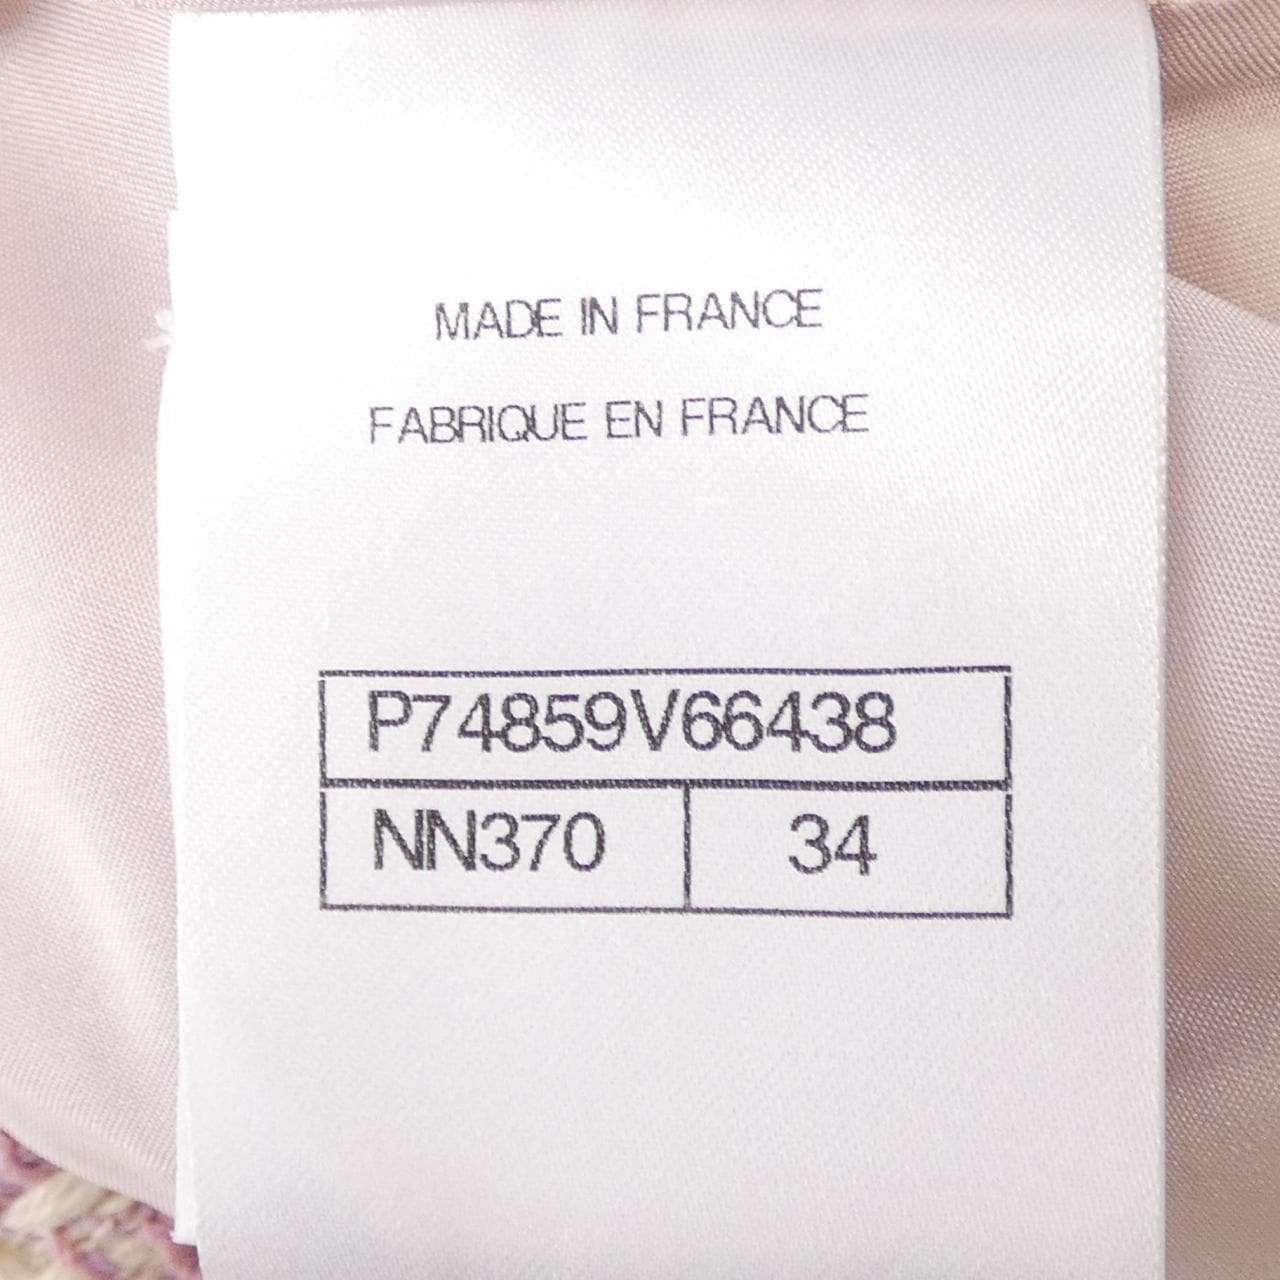 MADE IN FRANCE
FABRIQUE EN FRANCE
P74859V66438
NN370 34